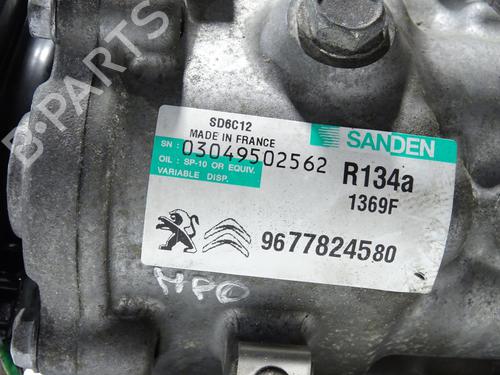 B-PARTS
SD6C12
MADE IN FRANCE
SANDEN
SN : 03049502562
OIL : SP-10 OR EQUIV.
VARIABLE DISP.
R134a
1369F
9677824580
HPO